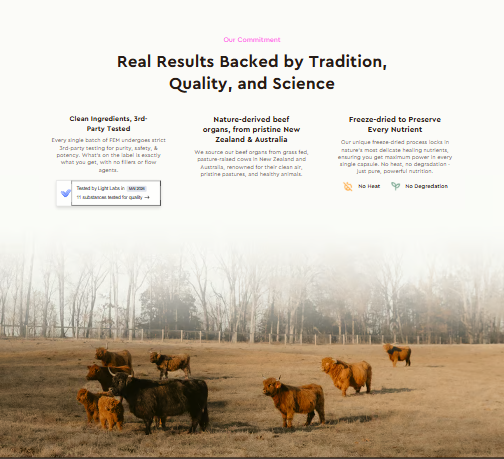 Our Commitment
Real Results Backed by Tradition,
Quality, and Science
Clean Ingredients, 3rd-
Party Tested
Every single batch of FEM undergoes strict
3rd-party testing for purity, safety, &
potency. What's on the label is exactly
what you get, with no fillers or flow
agents.
Tested by Light Labs in MAY 2025
11 substances tested for quality →
Nature-derived beef
organs, from pristine New
Zealand & Australia
We source our beef organs from grass fed,
pasture-raised cows in New Zealand and
Australia, renowned for their clean air,
pristine pastures, and healthy animals.
Freeze-dried to Preserve
Every Nutrient
Our unique freeze-dried process locks in
nature's most delicate healing nutrients,
ensuring you get maximum power in every
single capsule. No heat, no degradation -
just pure, powerful nutrition.
No Heat
No Degradation